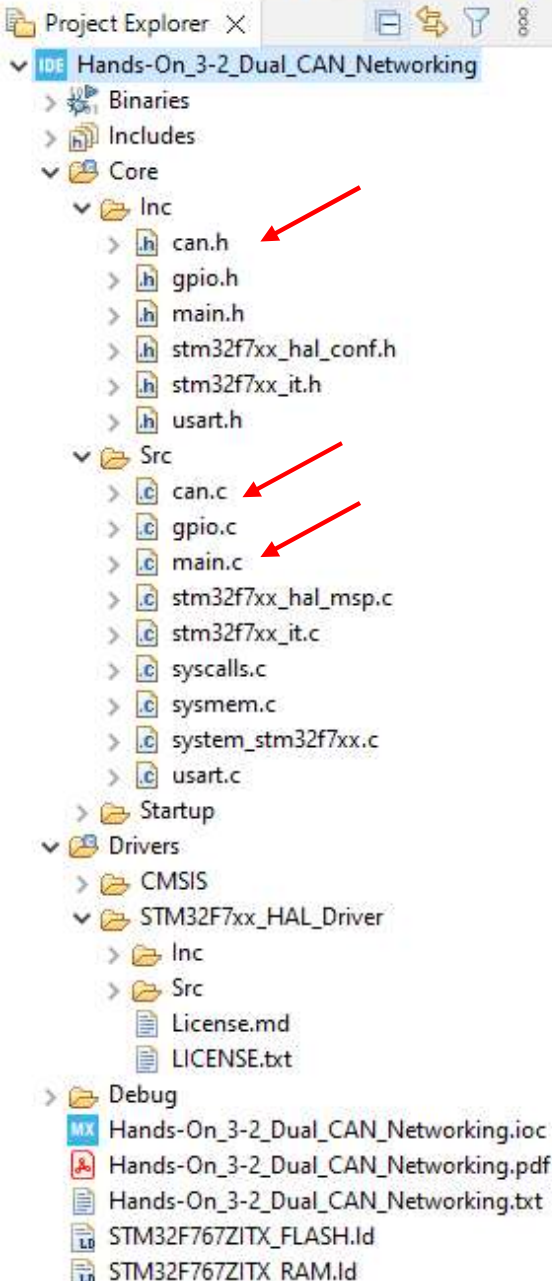 Project Explorer
IDE Hands-On_3-2_Dual_CAN_Networking
Binaries
Includes
Core
Inc
.h can.h
.h gpio.h
.h main.h
.h stm32f7xx_hal_conf.h
.h stm32f7xx_it.h
.h usart.h
Src
.c can.c
.c gpio.c
.c main.c
.c stm32f7xx_hal_msp.c
.c stm32f7xx_it.c
.c syscalls.c
.c sysmem.c
.c system_stm32f7xx.c
.c usart.c
Startup
Drivers
CMSIS
STM32F7xx_HAL_Driver
Inc
Src
License.md
LICENSE.txt
Debug
MX Hands-On_3-2_Dual_CAN_Networking.ioc
Hands-On_3-2_Dual_CAN_Networking.pdf
Hands-On_3-2_Dual_CAN_Networking.txt
LD STM32F767ZITX_FLASH.ld
LD STM32F767ZITX_RAM.ld